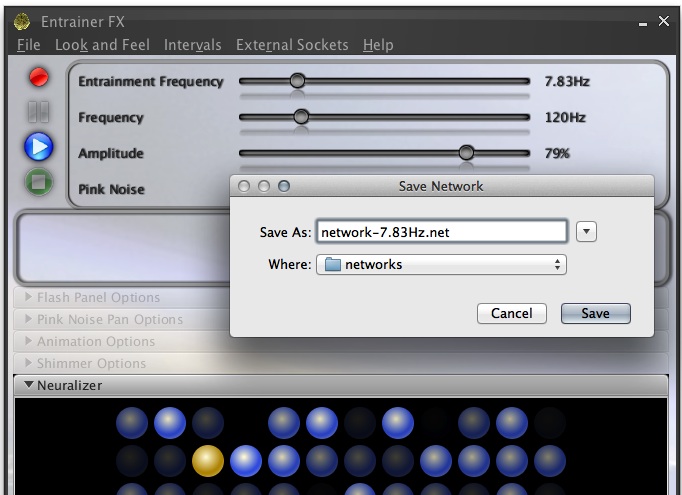 Entrainer FX
File Look and Feel Intervals External Sockets Help
Entrainment Frequency 7.83Hz
Frequency 120Hz
Amplitude 79%
Pink Noise
Save Network
Save As: network-7.83Hz.net
Where: networks
Cancel Save
Flash Panel Options
Pink Noise Pan Options
Animation Options
Shimmer Options
Neuralizer